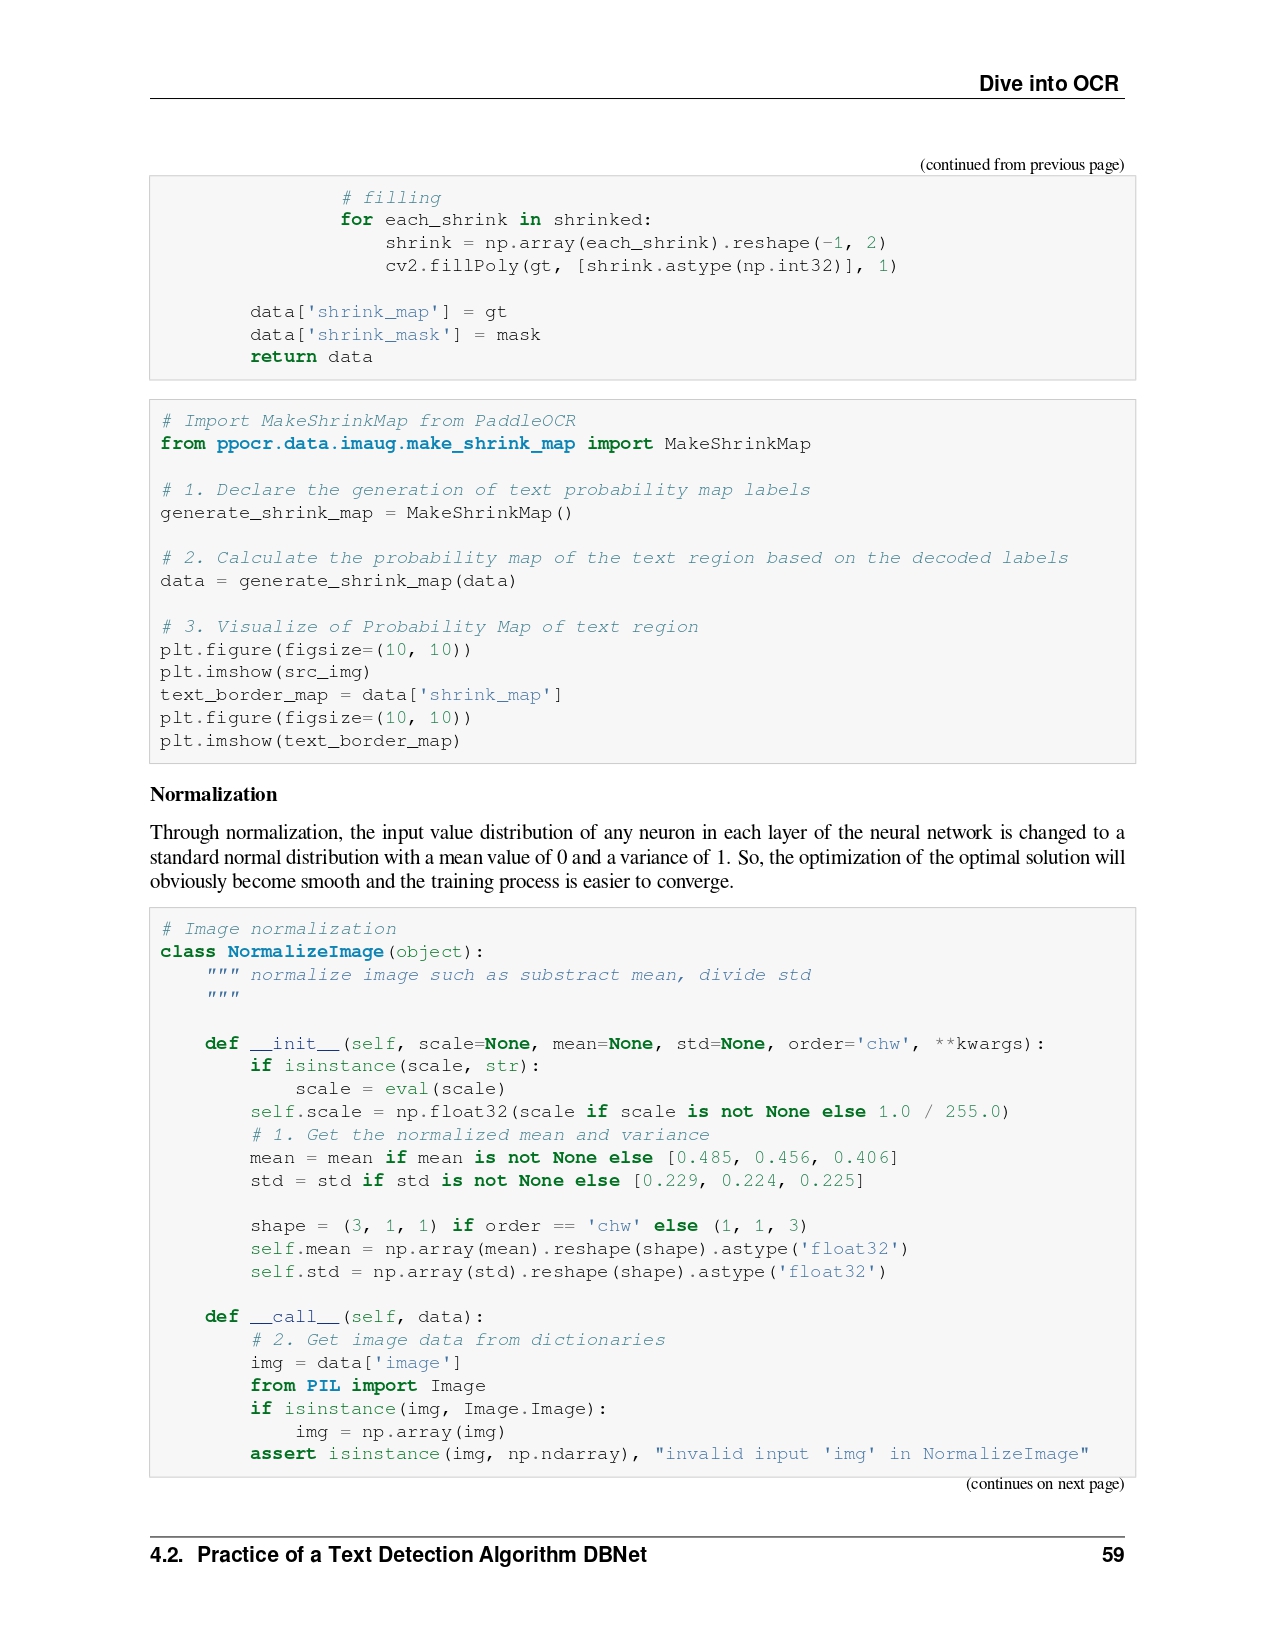 Dive into OCR
(continued from previous page)
                # filling
                for each_shrink in shrinked:
                    shrink = np.array(each_shrink).reshape(-1, 2)
                    cv2.fillPoly(gt, [shrink.astype(np.int32)], 1)

        data['shrink_map'] = gt
        data['shrink_mask'] = mask
        return data
# Import MakeShrinkMap from PaddleOCR
from ppocr.data.imaug.make_shrink_map import MakeShrinkMap

# 1. Declare the generation of text probability map labels
generate_shrink_map = MakeShrinkMap()

# 2. Calculate the probability map of the text region based on the decoded labels
data = generate_shrink_map(data)

# 3. Visualize of Probability Map of text region
plt.figure(figsize=(10, 10))
plt.imshow(src_img)
text_border_map = data['shrink_map']
plt.figure(figsize=(10, 10))
plt.imshow(text_border_map)
Normalization
Through normalization, the input value distribution of any neuron in each layer of the neural network is changed to a
standard normal distribution with a mean value of 0 and a variance of 1. So, the optimization of the optimal solution will
obviously become smooth and the training process is easier to converge.
# Image normalization
class NormalizeImage(object):
    """ normalize image such as substract mean, divide std
    """

    def __init__(self, scale=None, mean=None, std=None, order='chw', **kwargs):
        if isinstance(scale, str):
            scale = eval(scale)
        self.scale = np.float32(scale if scale is not None else 1.0 / 255.0)
        # 1. Get the normalized mean and variance
        mean = mean if mean is not None else [0.485, 0.456, 0.406]
        std = std if std is not None else [0.229, 0.224, 0.225]

        shape = (3, 1, 1) if order == 'chw' else (1, 1, 3)
        self.mean = np.array(mean).reshape(shape).astype('float32')
        self.std = np.array(std).reshape(shape).astype('float32')

    def __call__(self, data):
        # 2. Get image data from dictionaries
        img = data['image']
        from PIL import Image
        if isinstance(img, Image.Image):
            img = np.array(img)
        assert isinstance(img, np.ndarray), "invalid input 'img' in NormalizeImage"
(continues on next page)
4.2. Practice of a Text Detection Algorithm DBNet 59